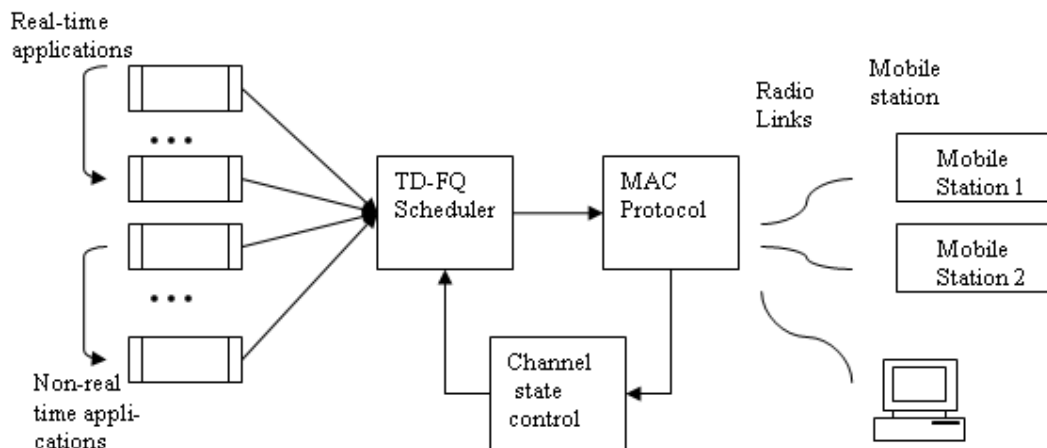 Real-time
applications
Non-real
time appli-
cations
TD-FQ
Scheduler
MAC
Protocol
Channel
state
control
Radio
Links
Mobile
station
Mobile
Station 1
Mobile
Station 2